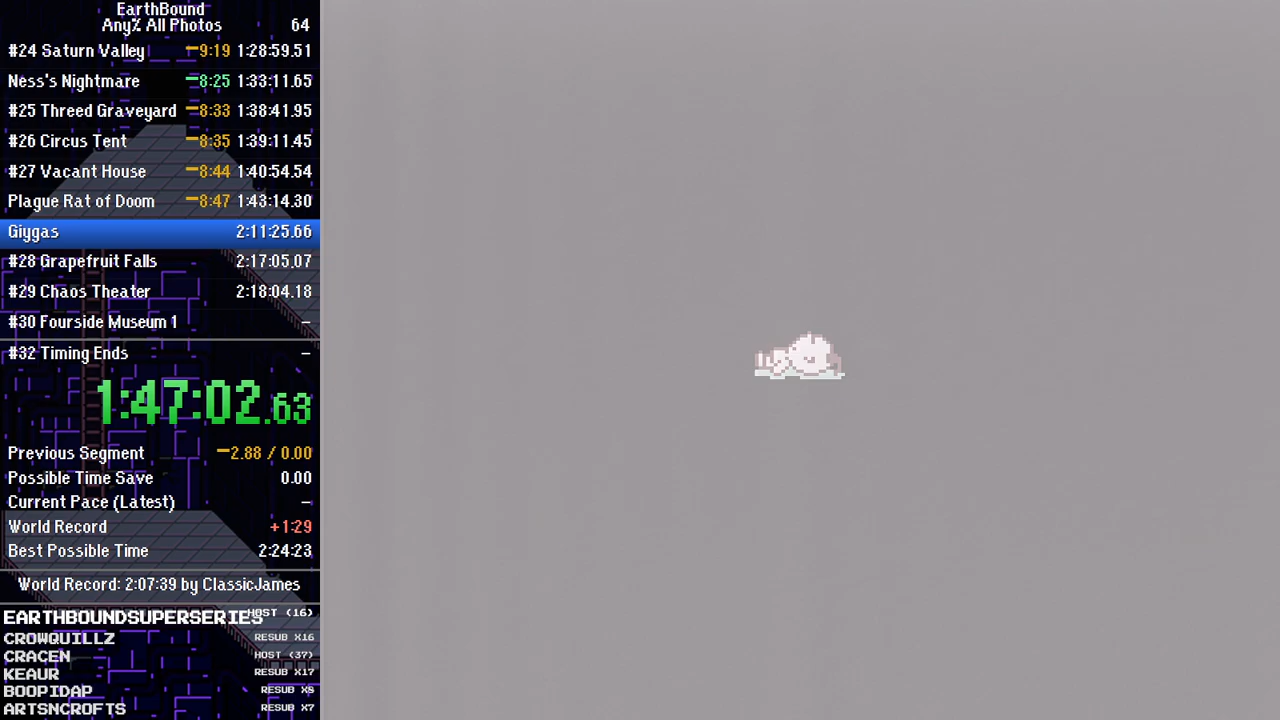 EarthBound
Any% All Photos 64
#24 Saturn Valley -9:19 1:28:59.51
Ness's Nightmare -8:25 1:33:11.65
#25 Threed Graveyard -8:33 1:38:41.95
#26 Circus Tent -8:35 1:39:11.45
#27 Vacant House -8:44 1:40:54.54
Plague Rat of Doom -8:47 1:43:14.30
Giygas 2:11:25.66
#28 Grapefruit Falls 2:17:05.07
#29 Chaos Theater 2:18:04.18
#30 Fourside Museum 1 -
#32 Timing Ends -
1:47:02.63
Previous Segment -2.88 / 0.00
Possible Time Save 0.00
Current Pace (Latest) -
World Record +1:29
Best Possible Time 2:24:23
World Record: 2:07:39 by ClassicJames
EARTHBOUNDSUPERSERIES HOST (16)
CROWQUILLZ RESUB X16
CRACEN HOST (37)
KEAUR RESUB X17
BOOPIDAP RESUB X9
ARTSNCROFTS RESUB X7